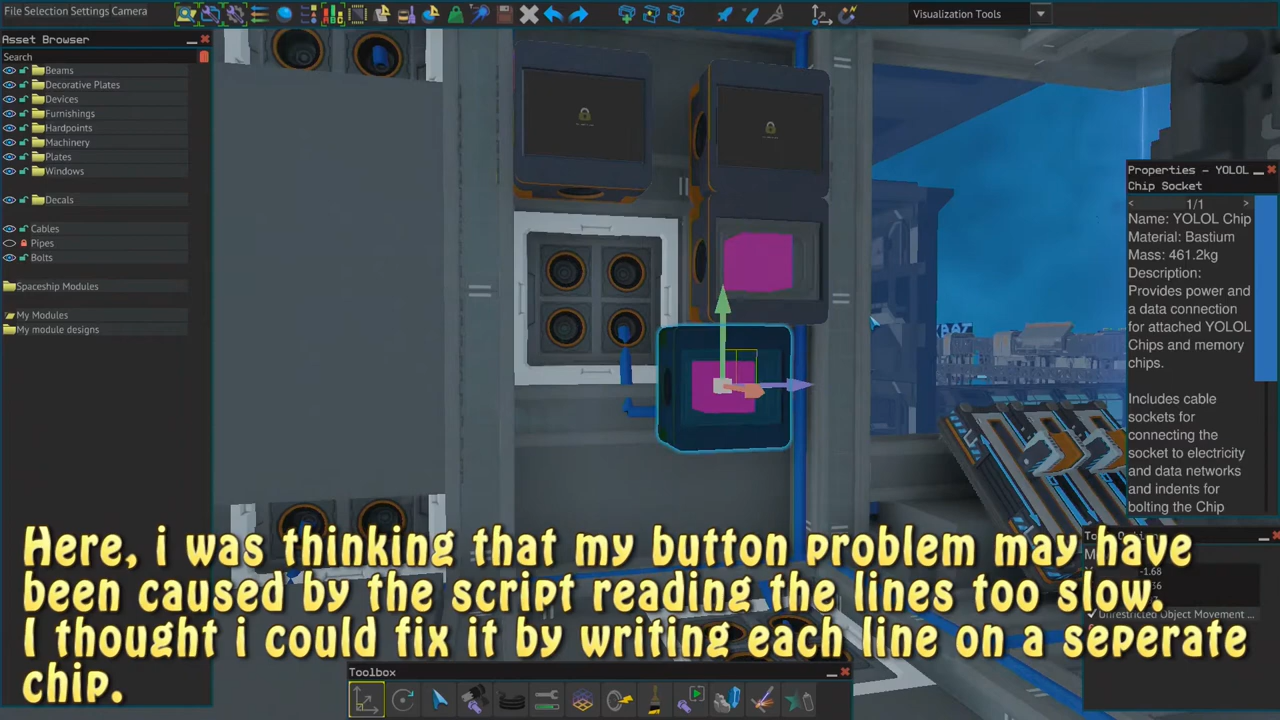 File Selection Settings Camera
Visualization Tools
Asset Browser
Search
Beams
Decorative Plates
Devices
Furnishings
Hardpoints
Machinery
Plates
Windows
Decals
Cables
Pipes
Bolts
Spaceship Modules
My Modules
My module designs
Properties - YOLOL
Chip Socket
< 1/1 >
Name: YOLOL Chip
Material: Bastium
Mass: 461.2kg
Description:
Provides power and
a data connection
for attached YOLOL
Chips and memory
chips.
Includes cable
sockets for
connecting the
socket to electricity
and data networks
and indents for
bolting the Chip
-1.68
Unrestricted Object Movement ...
Here, i was thinking that my button problem may have
been caused by the script reading the lines too slow.
I thought i could fix it by writing each line on a seperate
chip.
Toolbox